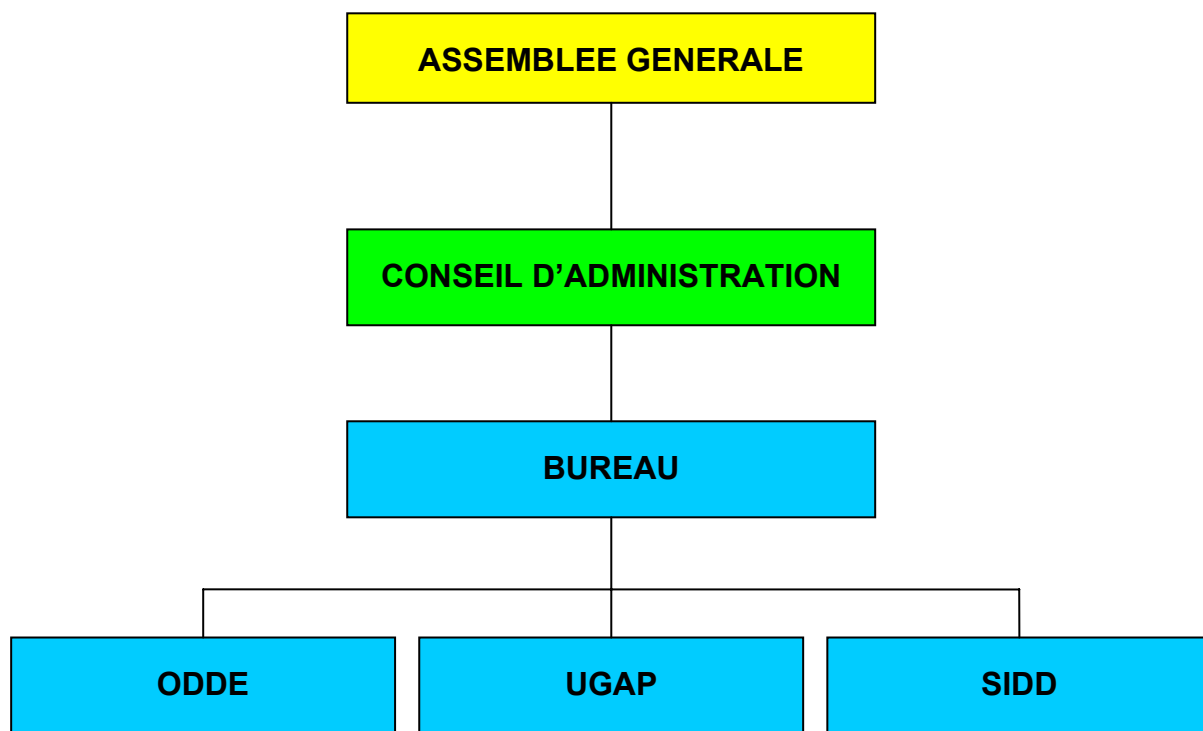 ASSEMBLEE GENERALE
CONSEIL D’ADMINISTRATION
BUREAU
ODDE
UGAP
SIDD